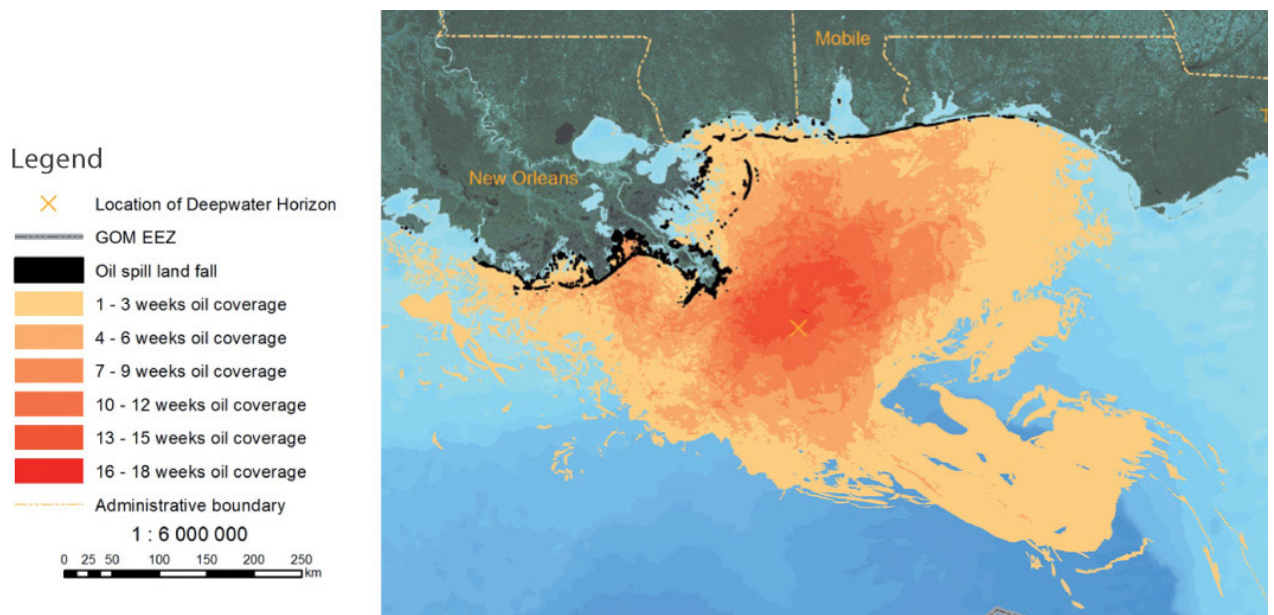 Legend
Location of Deepwater Horizon
GOM EEZ
Oil spill land fall
1 - 3 weeks oil coverage
4 - 6 weeks oil coverage
7 - 9 weeks oil coverage
10 - 12 weeks oil coverage
13 - 15 weeks oil coverage
16 - 18 weeks oil coverage
Administrative boundary
1 : 6 000 000
0 25 50 100 150 200 250
km
Mobile
New Orleans
T